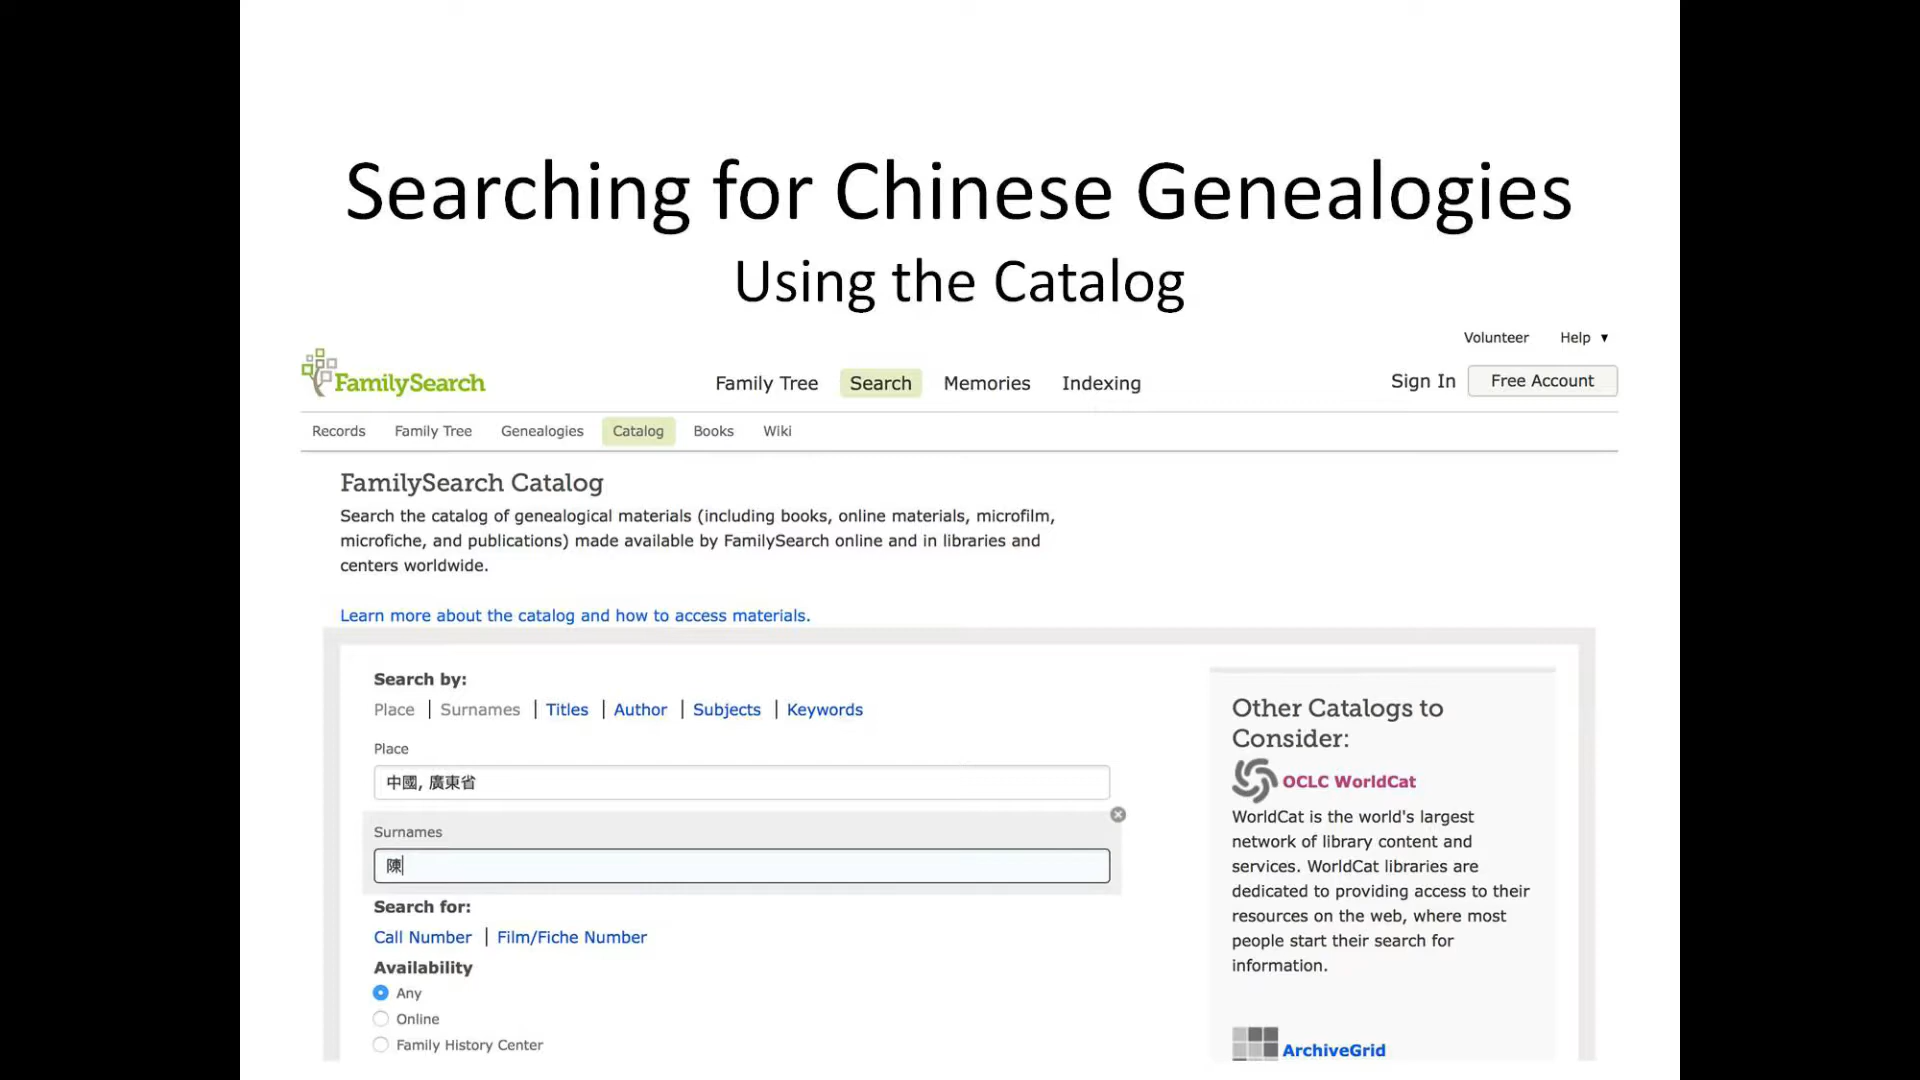 Searching for Chinese Genealogies
Using the Catalog
Volunteer Help ▼
FamilySearch
Family Tree Search Memories Indexing
Sign In Free Account
Records Family Tree Genealogies Catalog Books Wiki
FamilySearch Catalog
Search the catalog of genealogical materials (including books, online materials, microfilm,
microfiche, and publications) made available by FamilySearch online and in libraries and
centers worldwide.
Learn more about the catalog and how to access materials.
Search by:
Place | Surnames | Titles | Author | Subjects | Keywords
Place
中國, 廣東省
Surnames
陳
Search for:
Call Number | Film/Fiche Number
Availability
Any
Online
Family History Center
Other Catalogs to
Consider:
OCLC WorldCat
WorldCat is the world's largest
network of library content and
services. WorldCat libraries are
dedicated to providing access to their
resources on the web, where most
people start their search for
information.
ArchiveGrid